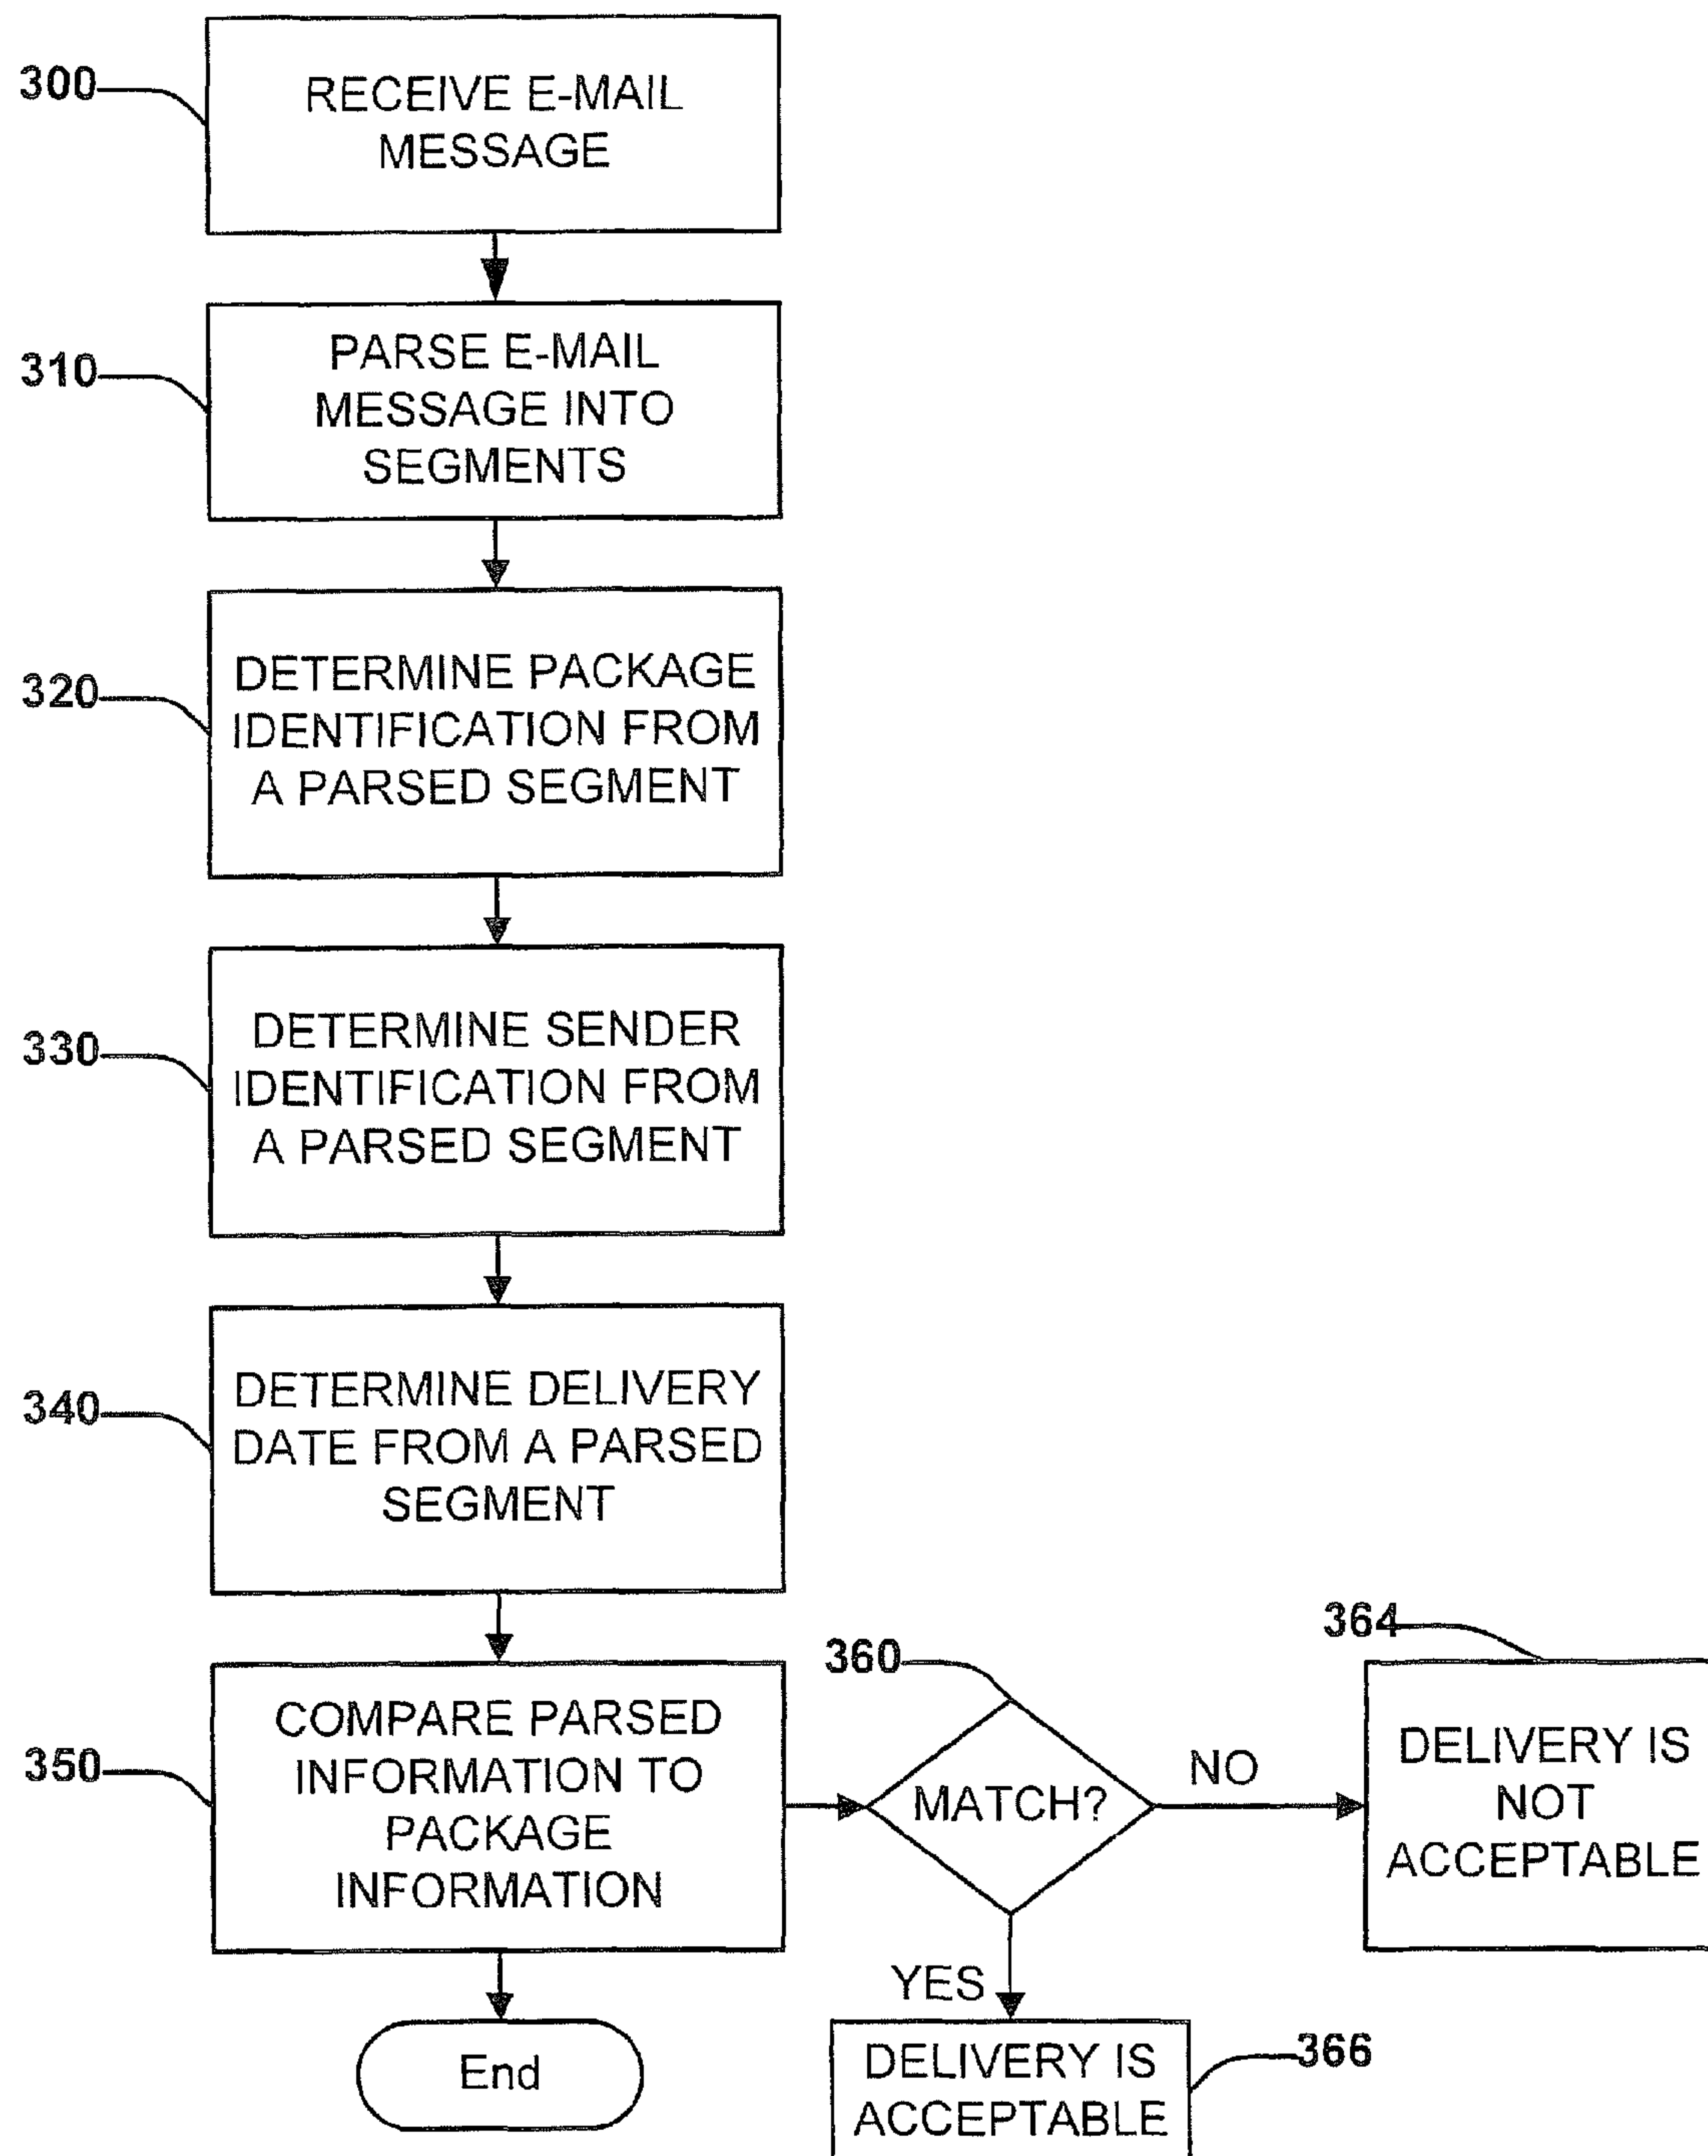 300
RECEIVE E-MAIL
MESSAGE
310
PARSE E-MAIL
MESSAGE INTO
SEGMENTS
320
DETERMINE PACKAGE
IDENTIFICATION FROM
A PARSED SEGMENT
330
DETERMINE SENDER
IDENTIFICATION FROM
A PARSED SEGMENT
340
DETERMINE DELIVERY
DATE FROM A PARSED
SEGMENT
350
COMPARE PARSED
INFORMATION TO
PACKAGE
INFORMATION
360
MATCH?
NO
364
DELIVERY IS
NOT
ACCEPTABLE
YES
End
DELIVERY IS
ACCEPTABLE
366